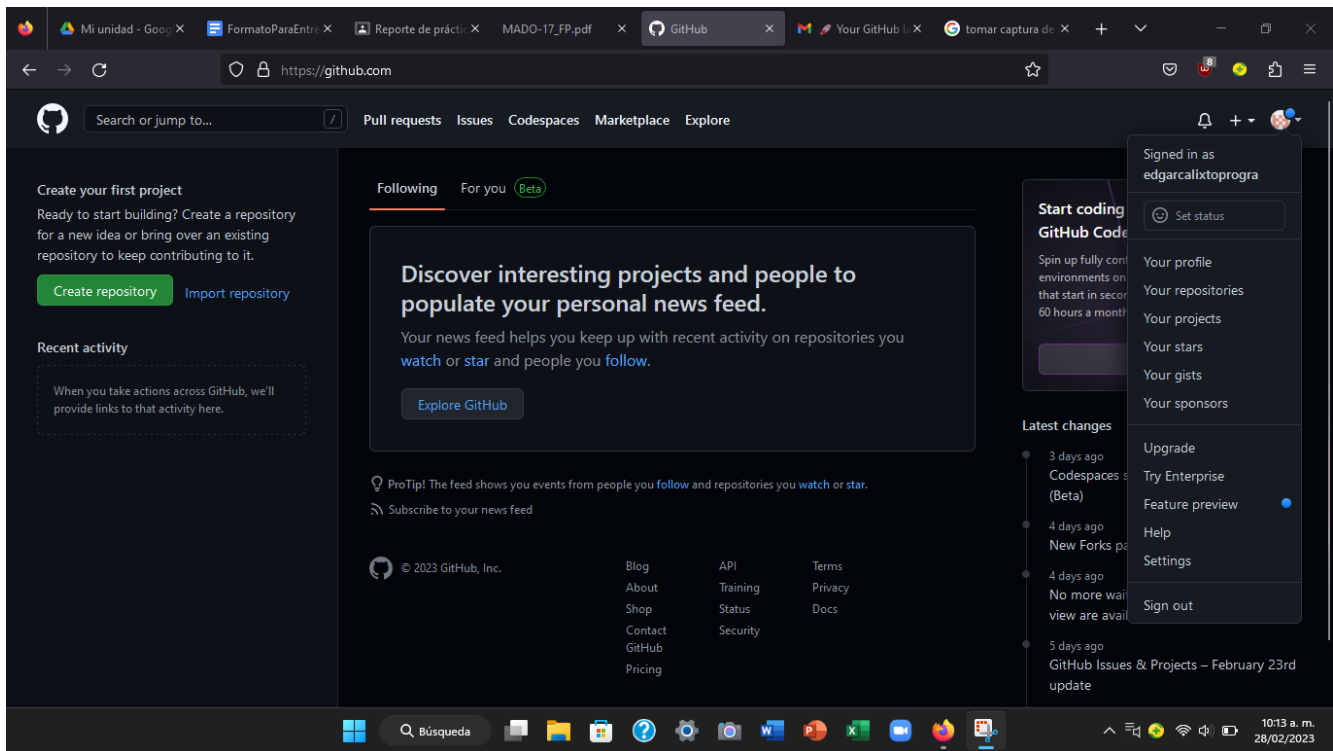 Mi unidad - Goog
FormatoParaEntre
Reporte de práctic
MADO-17_FP.pdf
GitHub
Your GitHub la
tomar captura de
https://github.com
8
Search or jump to...
/
Pull requests Issues Codespaces Marketplace Explore
Create your first project
Ready to start building? Create a repository
for a new idea or bring over an existing
repository to keep contributing to it.
Create repository
Import repository
Recent activity
When you take actions across GitHub, we'll
provide links to that activity here.
Following
For you
Beta
Discover interesting projects and people to
populate your personal news feed.
Your news feed helps you keep up with recent activity on repositories you
watch or star and people you follow.
Explore GitHub
ProTip! The feed shows you events from people you follow and repositories you watch or star.
Subscribe to your news feed
© 2023 GitHub, Inc.
Blog
About
Shop
Contact
GitHub
Pricing
API
Training
Status
Security
Terms
Privacy
Docs
Start coding
GitHub Code
Spin up fully con
environments on
that start in secor
60 hours a month
Latest changes
3 days ago
Codespaces s
(Beta)
4 days ago
New Forks pa
4 days ago
No more wai
view are avail
5 days ago
GitHub Issues & Projects – February 23rd
update
Signed in as
edgarcalixtoprogra
Set status
Your profile
Your repositories
Your projects
Your stars
Your gists
Your sponsors
Upgrade
Try Enterprise
Feature preview
Help
Settings
Sign out
Búsqueda
10:13 a. m.
28/02/2023